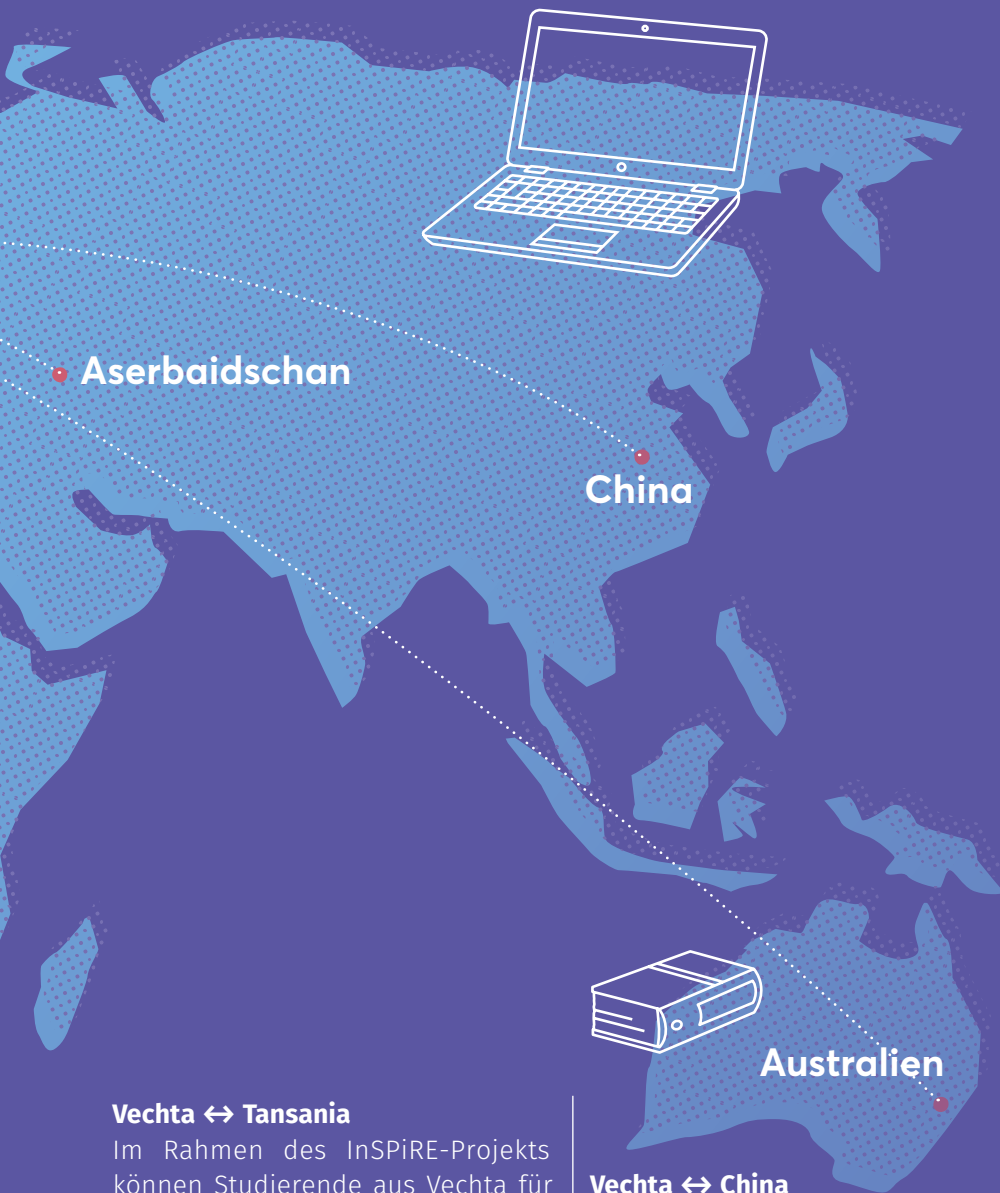 Aserbaidschan
China
Australien
Vechta ↔ Tansania
Im Rahmen des InSPiRE-Projekts
können Studierende aus Vechta für
Vechta ↔ China